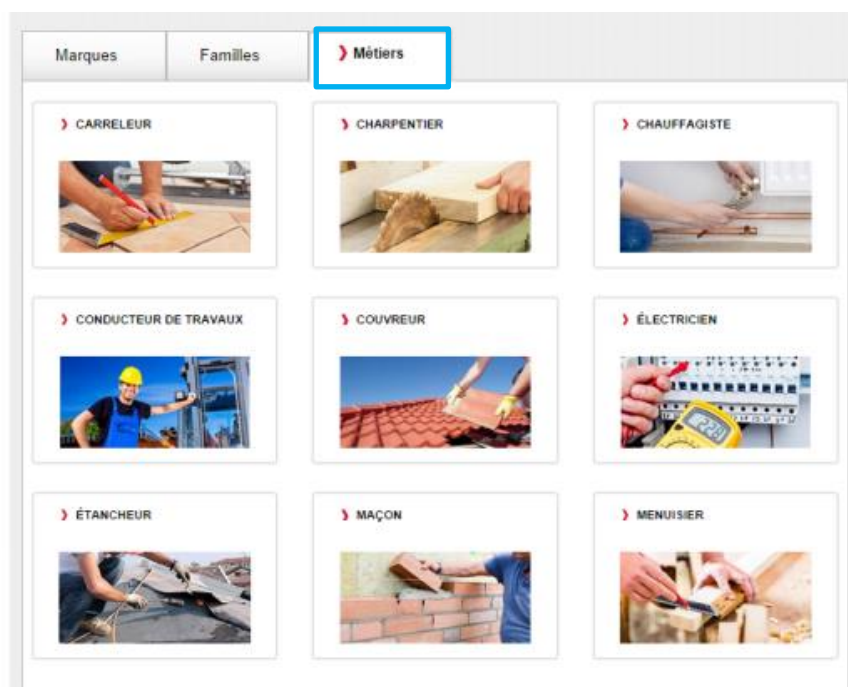 Marques
Familles
Métiers
CARRELEUR
CHARPENTIER
CHAUFFAGISTE
CONDUCTEUR DE TRAVAUX
COUVREUR
ÉLECTRICIEN
ÉTANCHEUR
MAÇON
MENUISIER